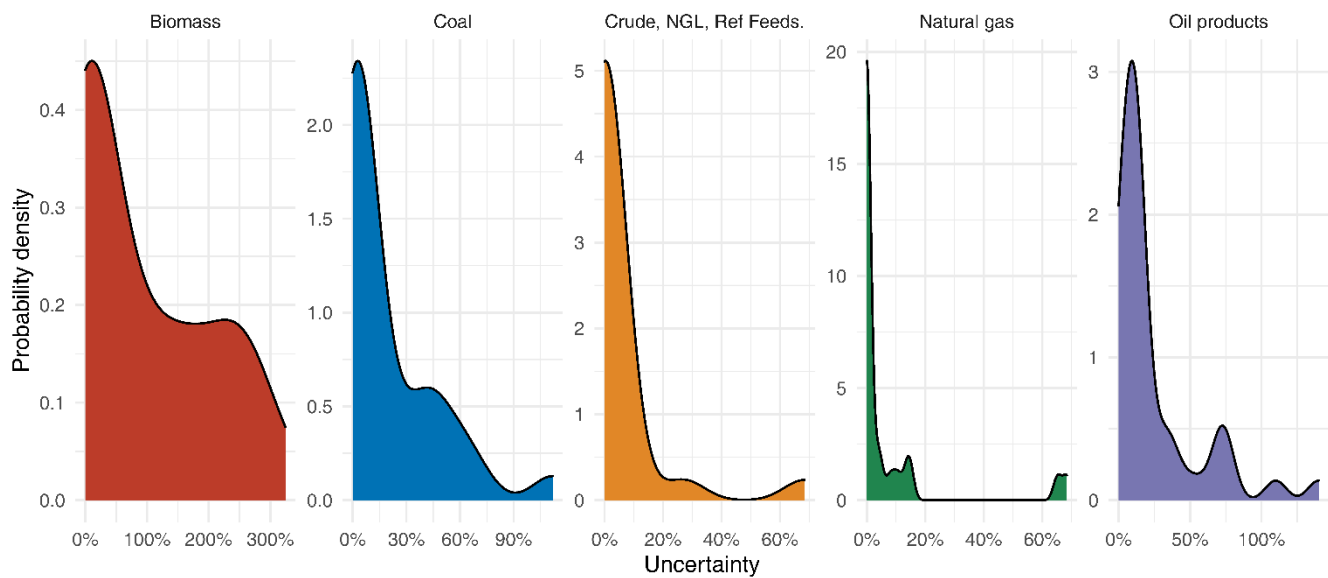 Biomass
Coal
Crude, NGL, Ref Feeds.
Natural gas
Oil products
Probability density
0.4
0.3
0.2
0.1
0.0
0% 100% 200% 300%
2.0
1.5
1.0
0.5
0.0
0% 30% 60% 90%
5
4
3
2
1
0
0% 20% 40% 60%
20
15
10
5
0
0% 20% 40% 60%
3
2
1
0
0% 50% 100%
Uncertainty